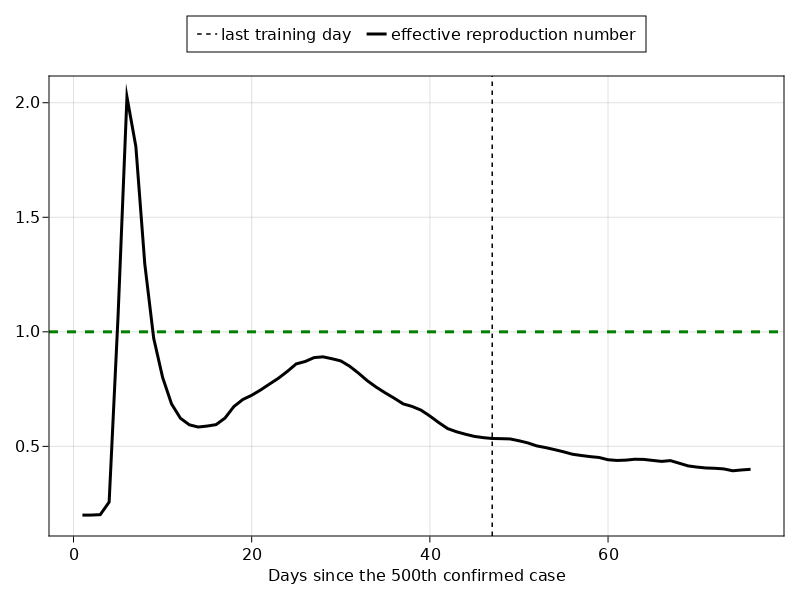 last training day effective reproduction number
2.0
1.5
1.0
0.5
0 20 40 60
Days since the 500th confirmed case